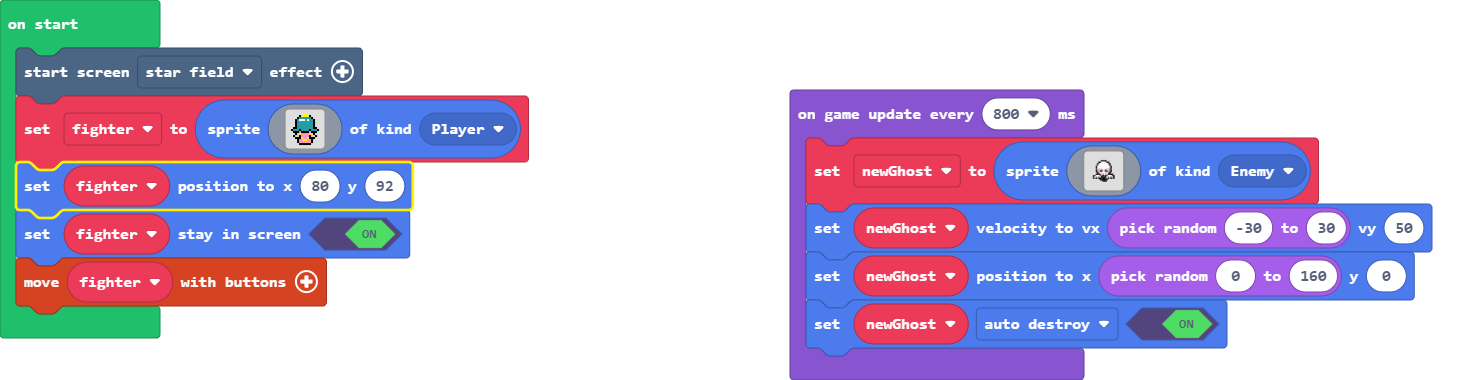 on start
start screen star field effect
set fighter to sprite of kind Player
set fighter position to x 80 y 92
set fighter stay in screen ON
move fighter with buttons
on game update every 800 ms
set newGhost to sprite of kind Enemy
set newGhost velocity to vx pick random -30 to 30 vy 50
set newGhost position to x pick random 0 to 160 y 0
set newGhost auto destroy ON